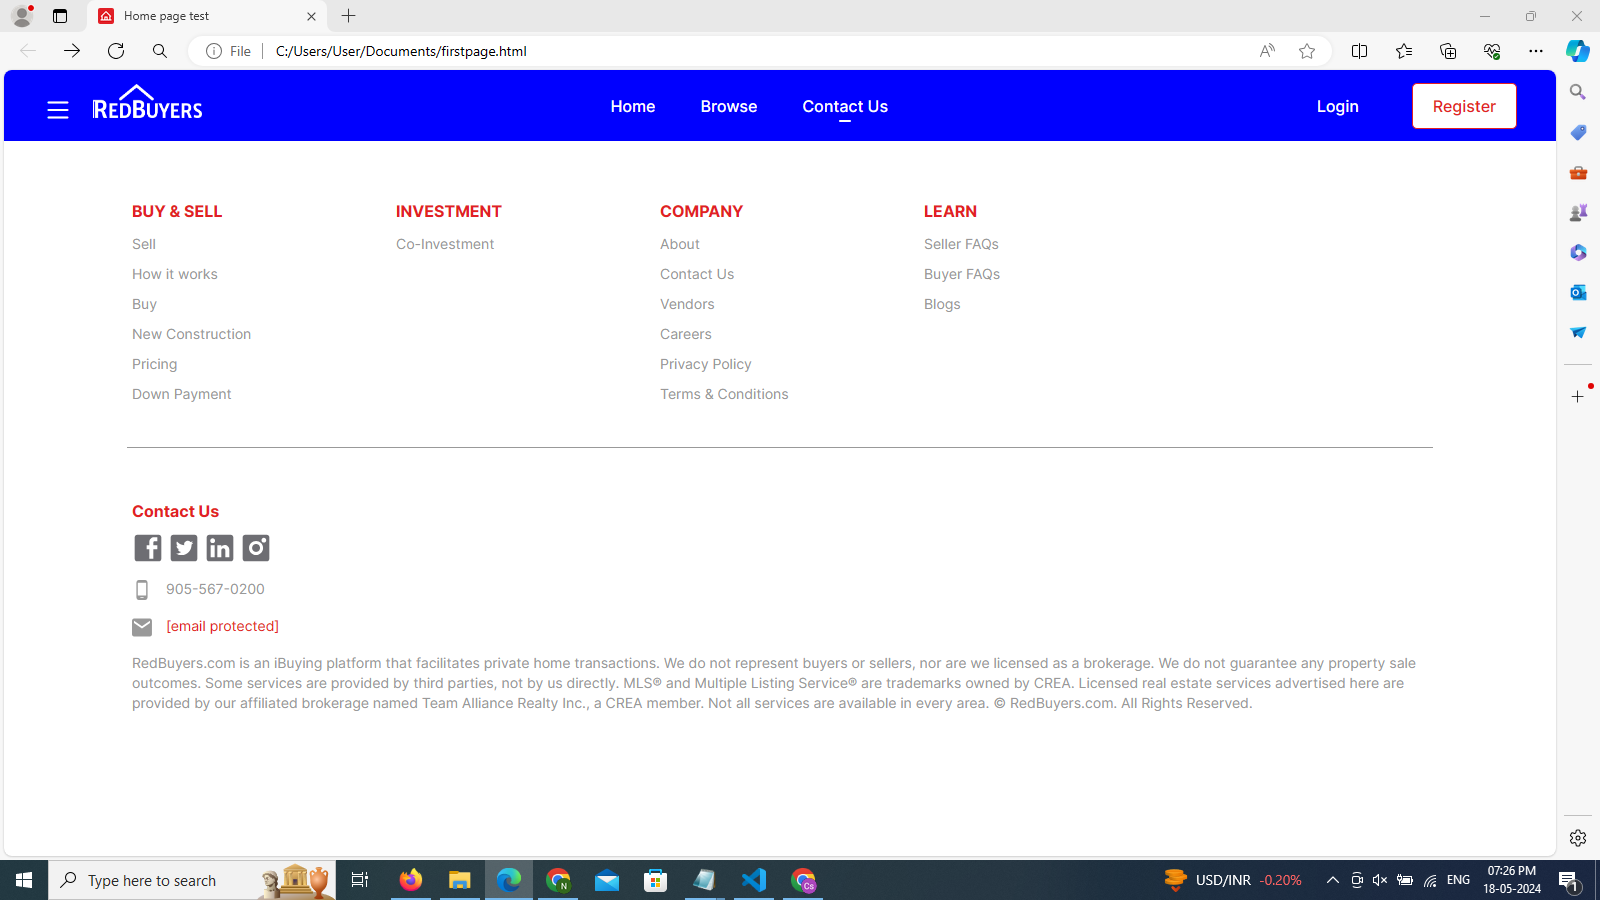 Home page test
File
C:/Users/User/Documents/firstpage.html
REDBUYERS
Home
Browse
Contact Us
Login
Register
BUY & SELL
Sell
How it works
Buy
New Construction
Pricing
Down Payment
INVESTMENT
Co-Investment
COMPANY
About
Contact Us
Vendors
Careers
Privacy Policy
Terms & Conditions
LEARN
Seller FAQs
Buyer FAQs
Blogs
Contact Us
905-567-0200
[email protected]
RedBuyers.com is an iBuying platform that facilitates private home transactions. We do not represent buyers or sellers, nor are we licensed as a brokerage. We do not guarantee any property sale
outcomes. Some services are provided by third parties, not by us directly. MLS® and Multiple Listing Service® are trademarks owned by CREA. Licensed real estate services advertised here are
provided by our affiliated brokerage named Team Alliance Realty Inc., a CREA member. Not all services are available in every area. © RedBuyers.com. All Rights Reserved.
Type here to search
N
Cs
USD/INR -0.20%
ENG
07:26 PM
18-05-2024
1